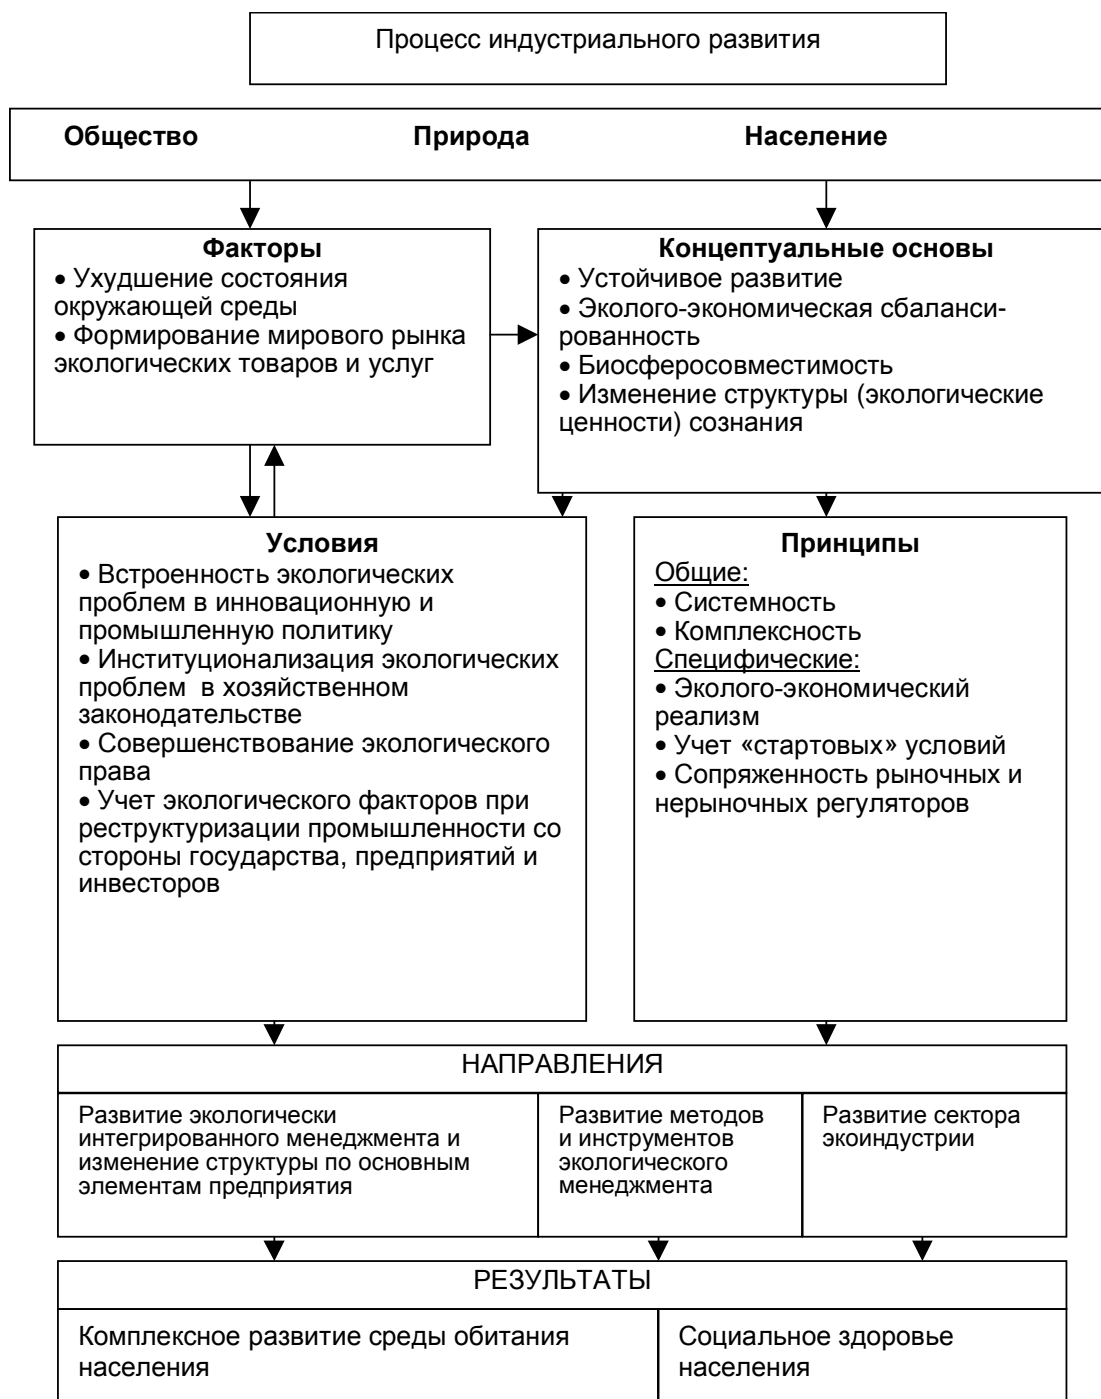 Процесс индустриального развития
Общество Природа Население
Факторы
• Ухудшение состояния
окружающей среды
• Формирование мирового рынка
экологических товаров и услуг
Концептуальные основы
• Устойчивое развитие
• Эколого-экономическая сбаланси-
рованность
• Биосферосовместимость
• Изменение структуры (экологические
ценности) сознания
Условия
• Встроенность экологических
проблем в инновационную и
промышленную политику
• Институционализация экологических
проблем в хозяйственном
законодательстве
• Совершенствование экологического
права
• Учет экологического факторов при
реструктуризации промышленности со
стороны государства, предприятий и
инвесторов
Принципы
Общие:
• Системность
• Комплексность
Специфические:
• Эколого-экономический
реализм
• Учет «стартовых» условий
• Сопряженность рыночных и
нерыночных регуляторов
НАПРАВЛЕНИЯ
Развитие экологически
интегрированного менеджмента и
изменение структуры по основным
элементам предприятия
Развитие методов
и инструментов
экологического
менеджмента
Развитие сектора
экоиндустрии
РЕЗУЛЬТАТЫ
Комплексное развитие среды обитания
населения
Социальное здоровье
населения